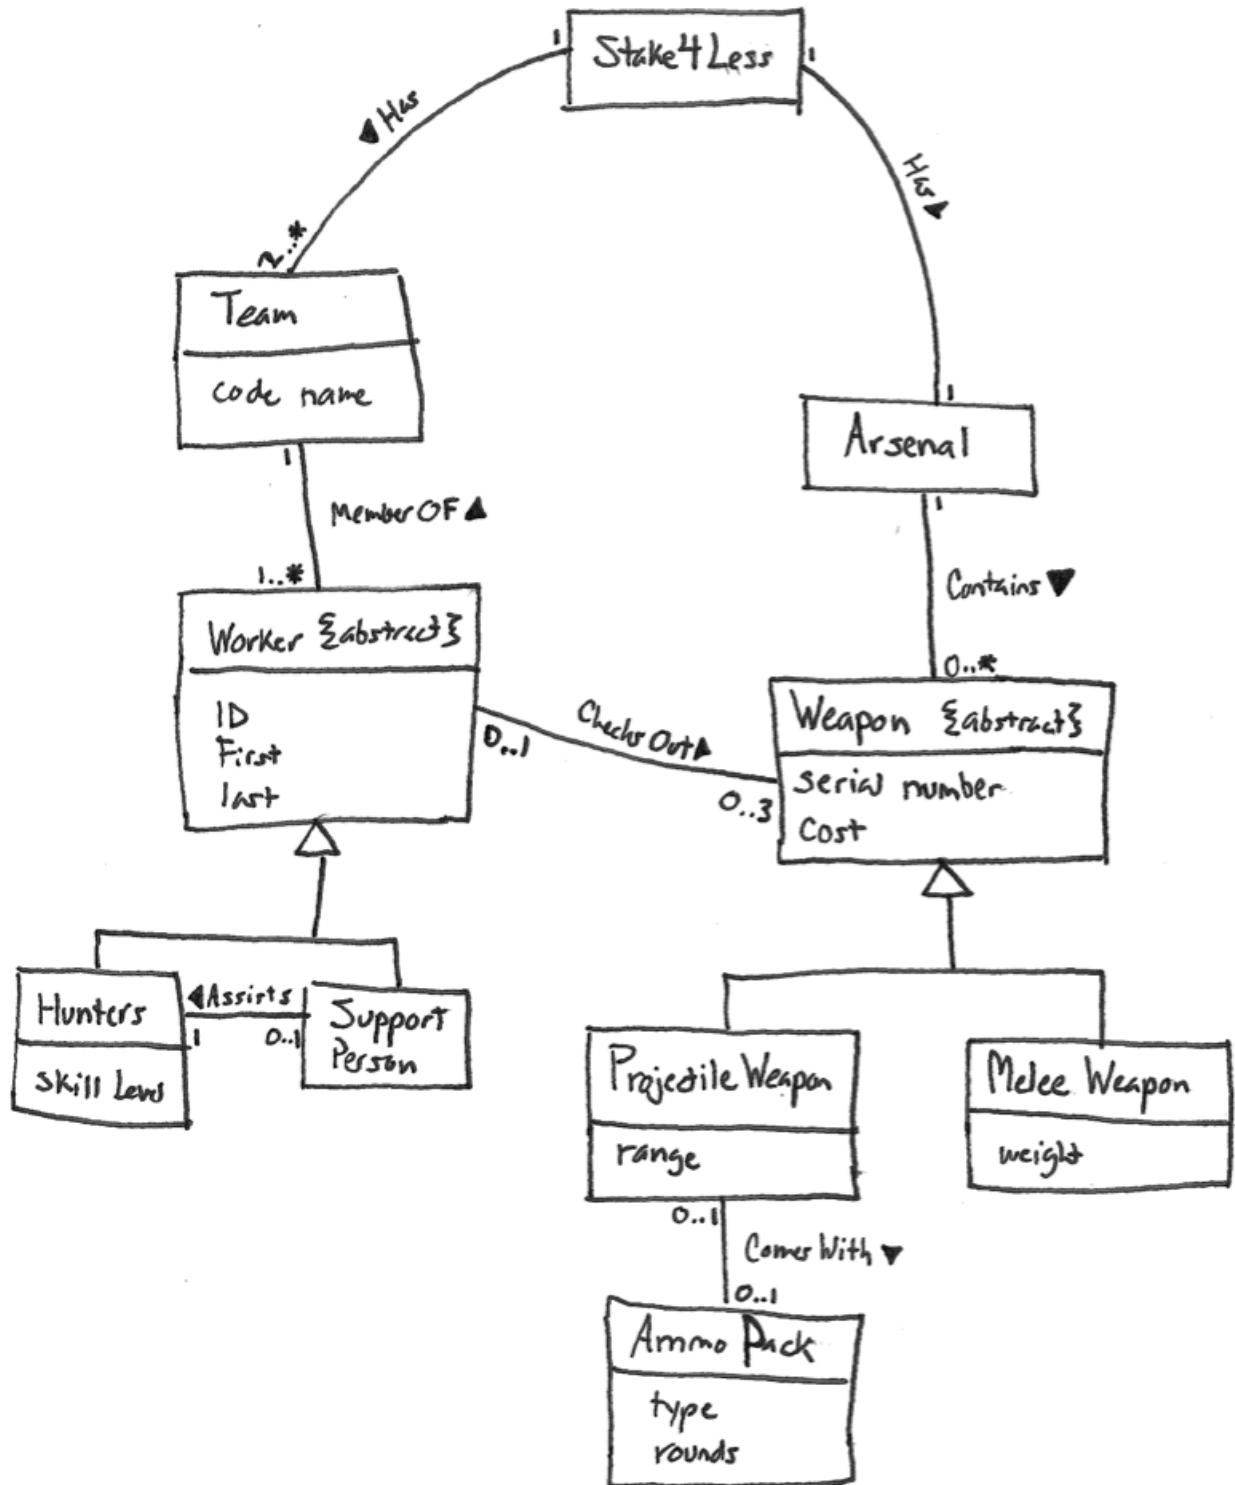 Stake4Less
1
1
◀ Has
Has ▶
2..*
Team
code name
1
Arsenal
1
1
Member OF ▲
Contains ▼
1..*
0..*
Worker {abstract}
ID
First
last
Checks Out ▶
0..1
0..3
Weapon {abstract}
serial number
cost
Hunters
skill Level
◀ Assists
1
0..1
Support
Person
Projectile Weapon
range
Melee Weapon
weight
0..1
Comes With ▼
0..1
Ammo Pack
type
rounds